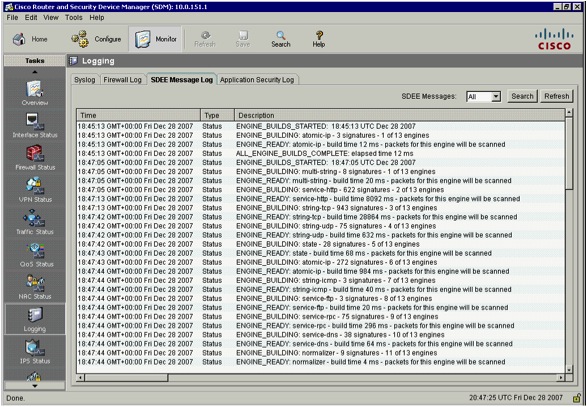 Cisco Router and Security Device Manager (SDM): 10.0.151.1
File Edit View Tools Help
Home Configure Monitor Refresh Save Search Help
CISCO
Tasks
Logging
Syslog Firewall Log SDEE Message Log Application Security Log
SDEE Messages: All Search Refresh
Overview
Interface Status
Firewall Status
VPN Status
Traffic Status
QoS Status
NAC Status
Logging
IPS Status
Time Type Description
18:45:13 GMT+00:00 Fri Dec 28 2007 Status ENGINE_BUILDS_STARTED: 18:45:13 UTC Dec 28 2007
18:45:13 GMT+00:00 Fri Dec 28 2007 Status ENGINE_BUILDING: atomic-ip - 3 signatures - 1 of 13 engines
18:45:13 GMT+00:00 Fri Dec 28 2007 Status ENGINE_READY: atomic-ip - build time 12 ms - packets for this engine will be scanned
18:45:13 GMT+00:00 Fri Dec 28 2007 Status ALL_ENGINE_BUILDS_COMPLETE: elapsed time 12 ms
18:47:05 GMT+00:00 Fri Dec 28 2007 Status ENGINE_BUILDS_STARTED: 18:47:05 UTC Dec 28 2007
18:47:05 GMT+00:00 Fri Dec 28 2007 Status ENGINE_BUILDING: multi-string - 8 signatures - 1 of 13 engines
18:47:05 GMT+00:00 Fri Dec 28 2007 Status ENGINE_READY: multi-string - build time 20 ms - packets for this engine will be scanned
18:47:05 GMT+00:00 Fri Dec 28 2007 Status ENGINE_BUILDING: service-http - 622 signatures - 2 of 13 engines
18:47:13 GMT+00:00 Fri Dec 28 2007 Status ENGINE_READY: service-http - build time 8092 ms - packets for this engine will be scanned
18:47:13 GMT+00:00 Fri Dec 28 2007 Status ENGINE_BUILDING: string-tcp - 943 signatures - 3 of 13 engines
18:47:42 GMT+00:00 Fri Dec 28 2007 Status ENGINE_READY: string-tcp - build time 28864 ms - packets for this engine will be scanned
18:47:42 GMT+00:00 Fri Dec 28 2007 Status ENGINE_BUILDING: string-udp - 75 signatures - 4 of 13 engines
18:47:42 GMT+00:00 Fri Dec 28 2007 Status ENGINE_READY: string-udp - build time 632 ms - packets for this engine will be scanned
18:47:42 GMT+00:00 Fri Dec 28 2007 Status ENGINE_BUILDING: state - 28 signatures - 5 of 13 engines
18:47:43 GMT+00:00 Fri Dec 28 2007 Status ENGINE_READY: state - build time 68 ms - packets for this engine will be scanned
18:47:43 GMT+00:00 Fri Dec 28 2007 Status ENGINE_BUILDING: atomic-ip - 272 signatures - 6 of 13 engines
18:47:44 GMT+00:00 Fri Dec 28 2007 Status ENGINE_READY: atomic-ip - build time 984 ms - packets for this engine will be scanned
18:47:44 GMT+00:00 Fri Dec 28 2007 Status ENGINE_BUILDING: string-icmp - 3 signatures - 7 of 13 engines
18:47:44 GMT+00:00 Fri Dec 28 2007 Status ENGINE_READY: string-icmp - build time 40 ms - packets for this engine will be scanned
18:47:44 GMT+00:00 Fri Dec 28 2007 Status ENGINE_BUILDING: service-ftp - 3 signatures - 8 of 13 engines
18:47:44 GMT+00:00 Fri Dec 28 2007 Status ENGINE_READY: service-ftp - build time 20 ms - packets for this engine will be scanned
18:47:44 GMT+00:00 Fri Dec 28 2007 Status ENGINE_BUILDING: service-rpc - 75 signatures - 9 of 13 engines
18:47:44 GMT+00:00 Fri Dec 28 2007 Status ENGINE_READY: service-rpc - build time 296 ms - packets for this engine will be scanned
18:47:44 GMT+00:00 Fri Dec 28 2007 Status ENGINE_BUILDING: service-dns - 38 signatures - 10 of 13 engines
18:47:44 GMT+00:00 Fri Dec 28 2007 Status ENGINE_READY: service-dns - build time 64 ms - packets for this engine will be scanned
18:47:44 GMT+00:00 Fri Dec 28 2007 Status ENGINE_BUILDING: normalizer - 9 signatures - 11 of 13 engines
18:47:44 GMT+00:00 Fri Dec 28 2007 Status ENGINE_READY: normalizer - build time 4 ms - packets for this engine will be scanned
Done. 20:47:25 UTC Fri Dec 28 2007